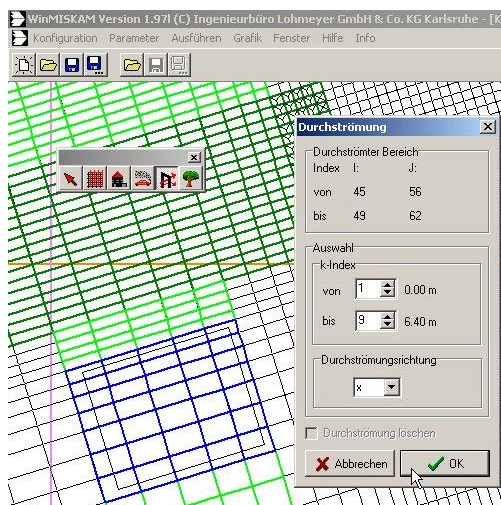 WinMISKAM Version 1.97l (C) Ingenieurbüro Lohmeyer GmbH & Co. KG Karlsruhe - [K
Konfiguration Parameter Ausführen Grafik Fenster Hilfe Info
Durchströmung
Durchströmter Bereich
Index I: J:
von 45 56
bis 49 62
Auswahl
k-Index
von 1 0.00 m
bis 9 6.40 m
Durchströmungsrichtung
x
Durchströmung löschen
Abbrechen OK